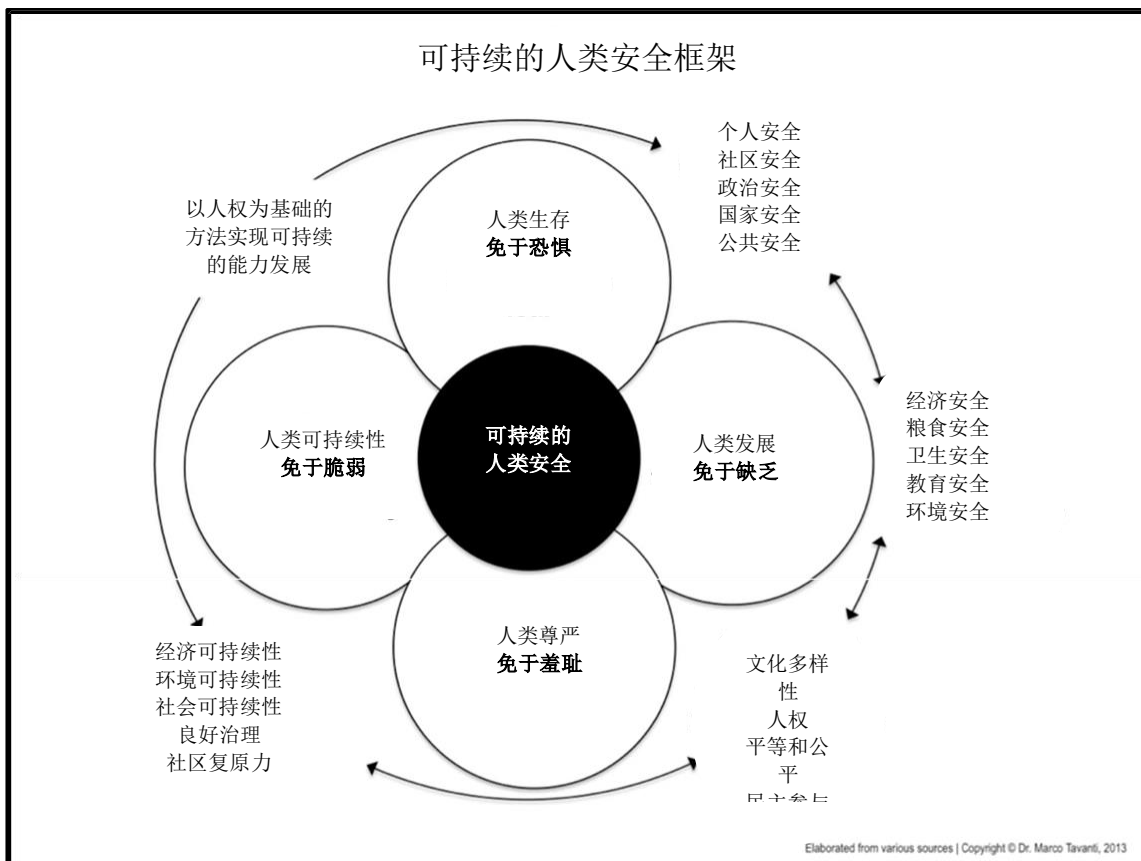 可持续的人类安全框架
个人安全
社区安全
政治安全
国家安全
公共安全
以人权为基础的
方法实现可持续
的能力发展
人类生存
免于恐惧
人类可持续性
免于脆弱
可持续的
人类安全
人类发展
免于缺乏
经济安全
粮食安全
卫生安全
教育安全
环境安全
人类尊严
免于羞耻
经济可持续性
环境可持续性
社会可持续性
良好治理
社区复原力
文化多样
性
人权
平等和公
平
民主参与
Elaborated from various sources | Copyright © Dr. Marco Tavanti, 2013